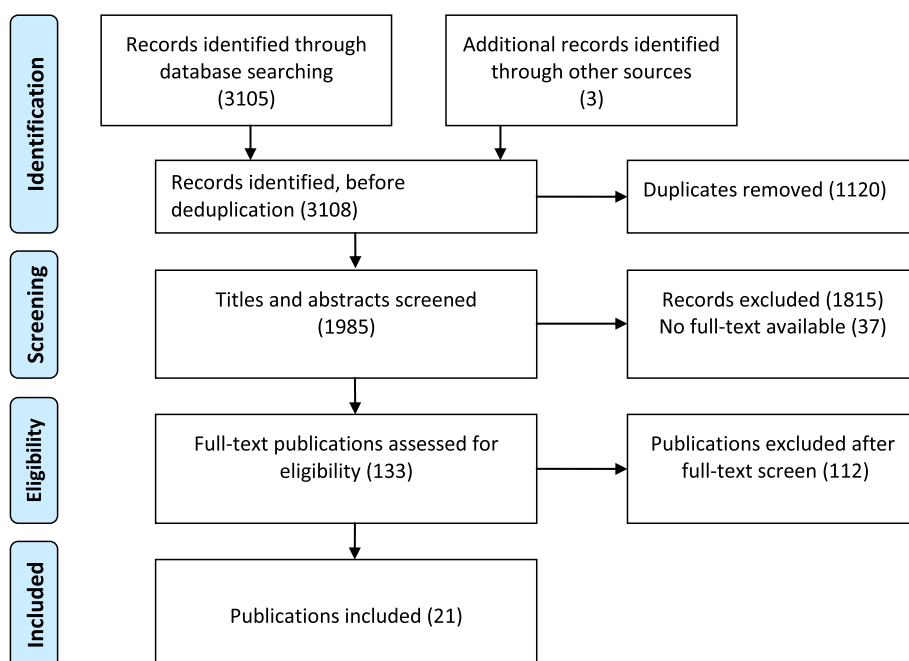 Identification
Records identified through
database searching
(3105)
Additional records identified
through other sources
(3)
Records identified, before
deduplication (3108)
Duplicates removed (1120)
Screening
Titles and abstracts screened
(1985)
Records excluded (1815)
No full-text available (37)
Eligibility
Full-text publications assessed for
eligibility (133)
Publications excluded after
full-text screen (112)
Included
Publications included (21)